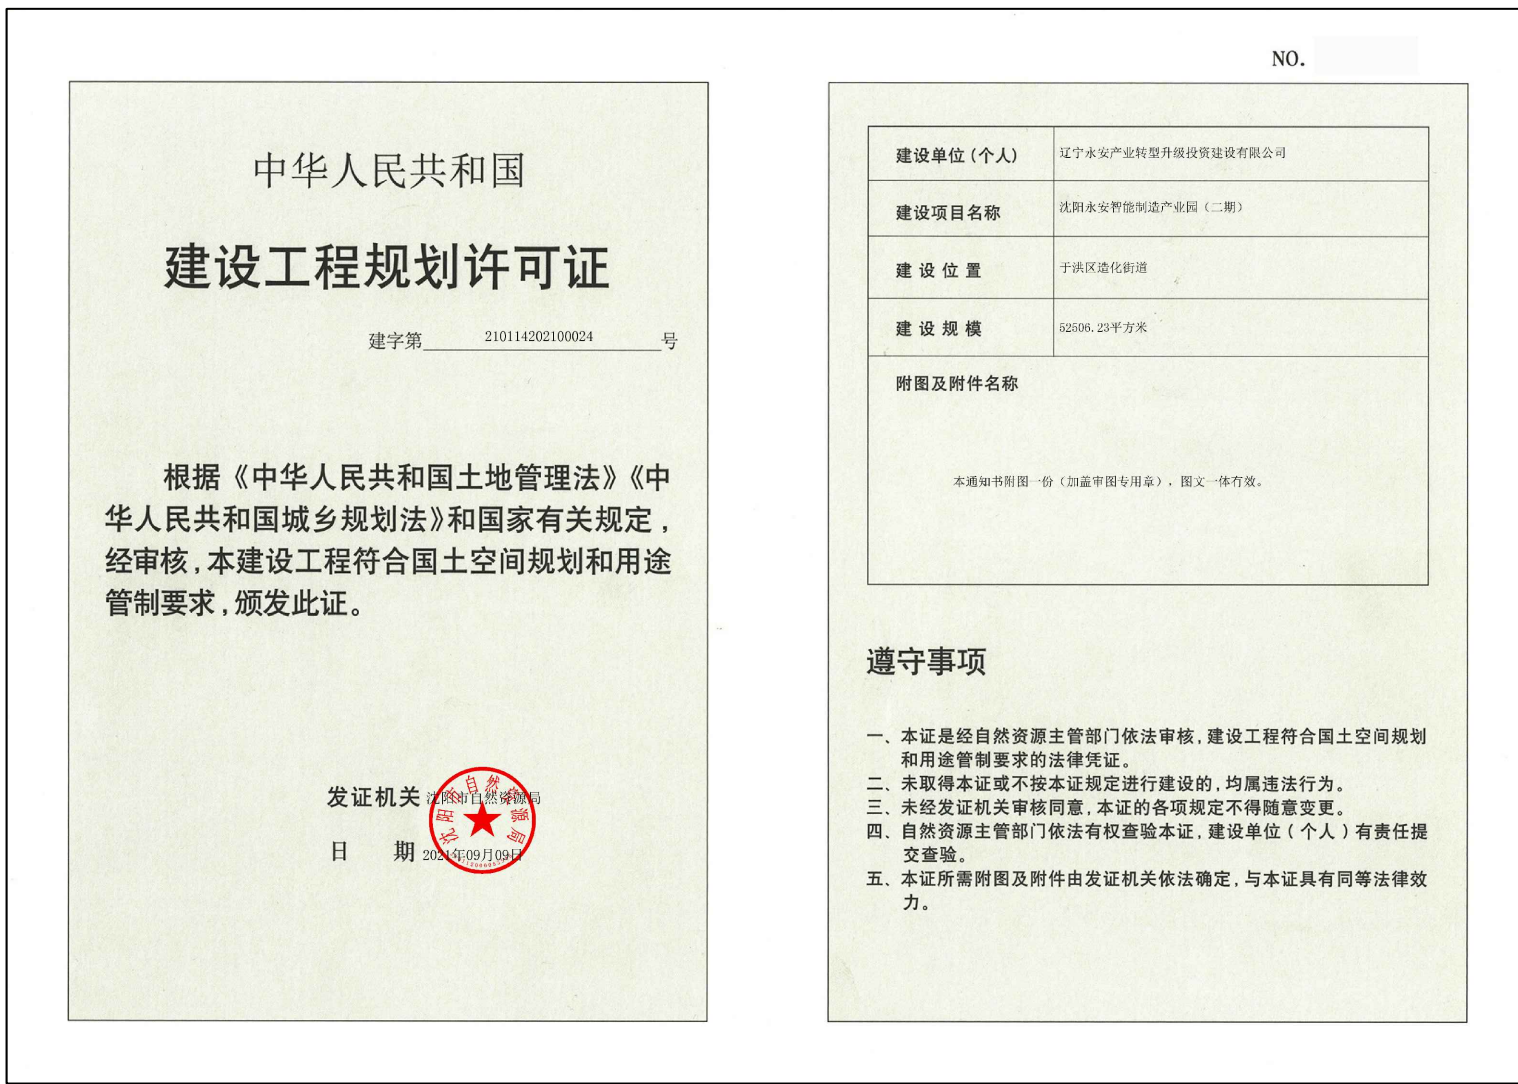 中华人民共和国
建设工程规划许可证
建字第 210114202100024 号
根据《中华人民共和国土地管理法》《中
华人民共和国城乡规划法》和国家有关规定,
经审核,本建设工程符合国土空间规划和用途
管制要求,颁发此证。
发证机关 沈阳市自然资源局
日 期 2021年09月09日
沈阳市自然资源局
NO.
建设单位(个人) 辽宁永安产业转型升级投资建设有限公司
建设项目名称 沈阳永安智能制造产业园（二期）
建设位置 于洪区造化街道
建设规模 52506.23平方米
附图及附件名称
本通知书附图一份（加盖审图专用章），图文一体有效。
遵守事项
一、本证是经自然资源主管部门依法审核,建设工程符合国土空间规划
和用途管制要求的法律凭证。
二、未取得本证或不按本证规定进行建设的,均属违法行为。
三、未经发证机关审核同意,本证的各项规定不得随意变更。
四、自然资源主管部门依法有权查验本证,建设单位(个人)有责任提
交查验。
五、本证所需附图及附件由发证机关依法确定,与本证具有同等法律效
力。